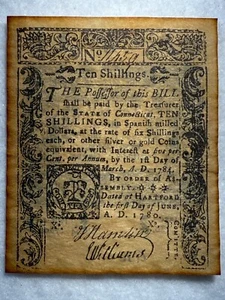 No
Ten Shillings.
THE Possessor of this BILL
shall be paid by the Treasurer
of the STATE of Connecticut, TEN
SHILLINGS, in Spanish milled
Dollars, at the rate of six Shillings
each, or other silver or gold Coins
equivalent, with Interest at five per
Cent. per Annum, by the 1st Day of
March, A. D. 1784.
BY ORDER of AS-
SEMBLY.
Dated at HARTFORD
the first Day of JUNE,
A. D. 1780.
Williams